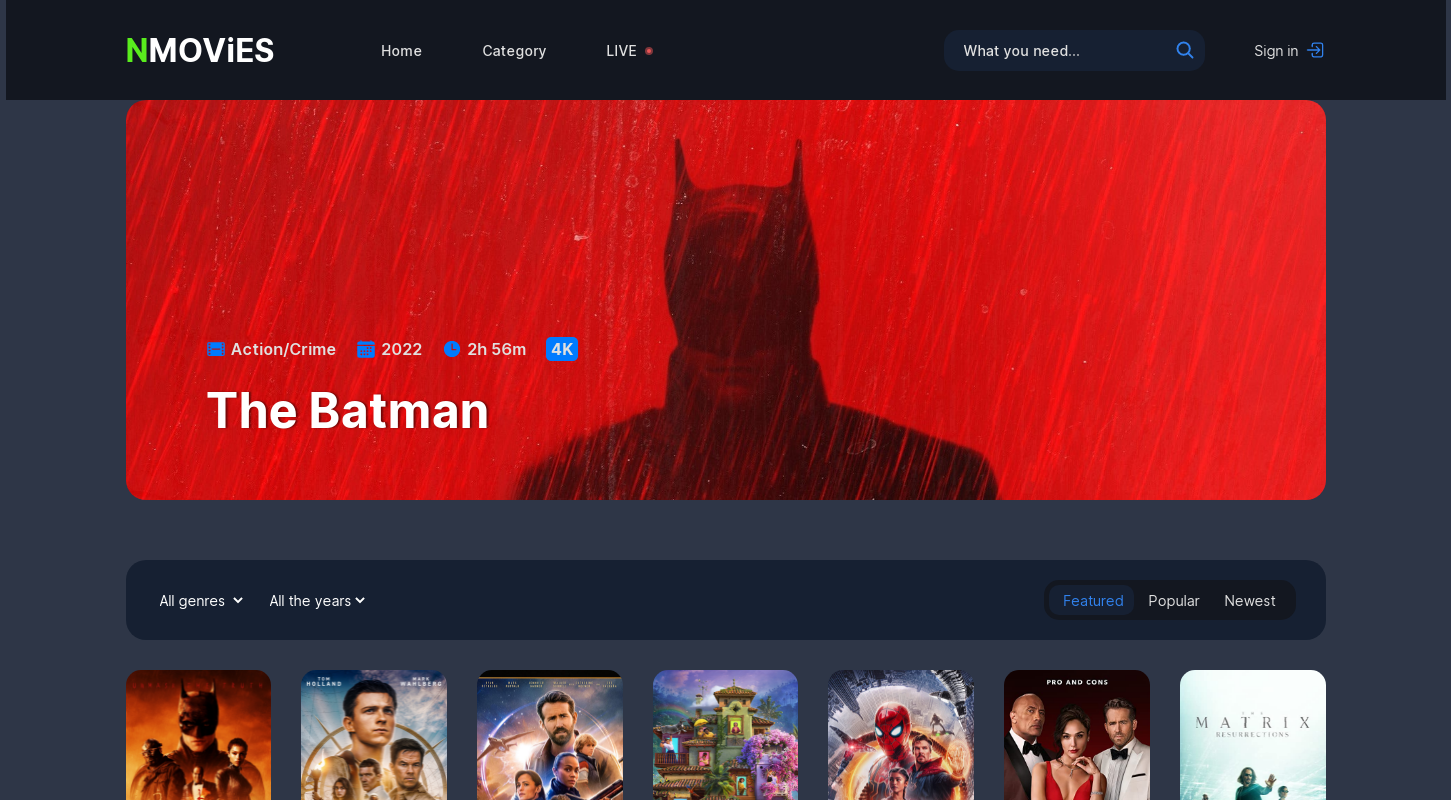 NMOViES
Home
Category
LIVE
What you need...
Sign in
Action/Crime
2022
2h 56m
4K
The Batman
All genres
All the years
Featured
Popular
Newest
TOM HOLLAND
MARK WAHLBERG
PRO AND CONS
THE
MATRIX
RESURRECTIONS